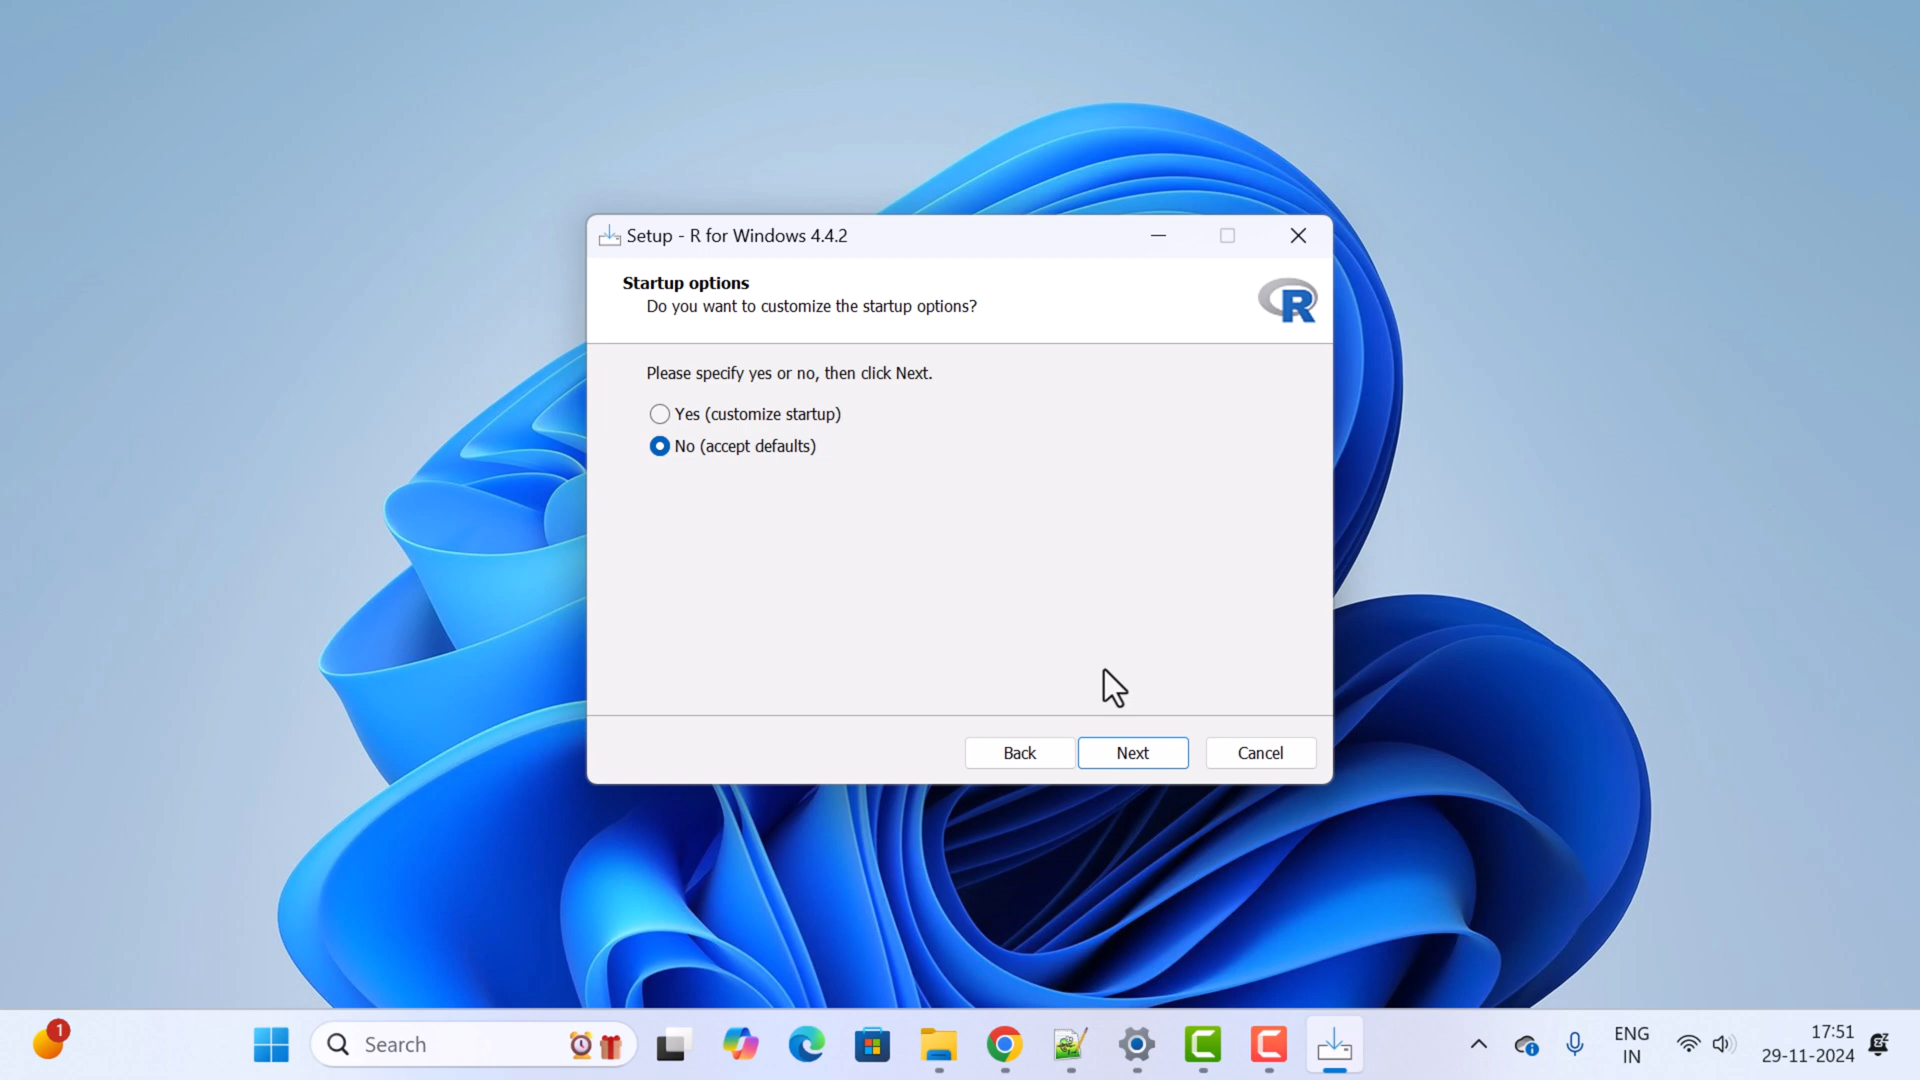 Setup - R for Windows 4.4.2
Startup options
Do you want to customize the startup options?
R
Please specify yes or no, then click Next.
Yes (customize startup)
No (accept defaults)
Back
Next
Cancel
1
Search
ENG
IN
17:51
29-11-2024